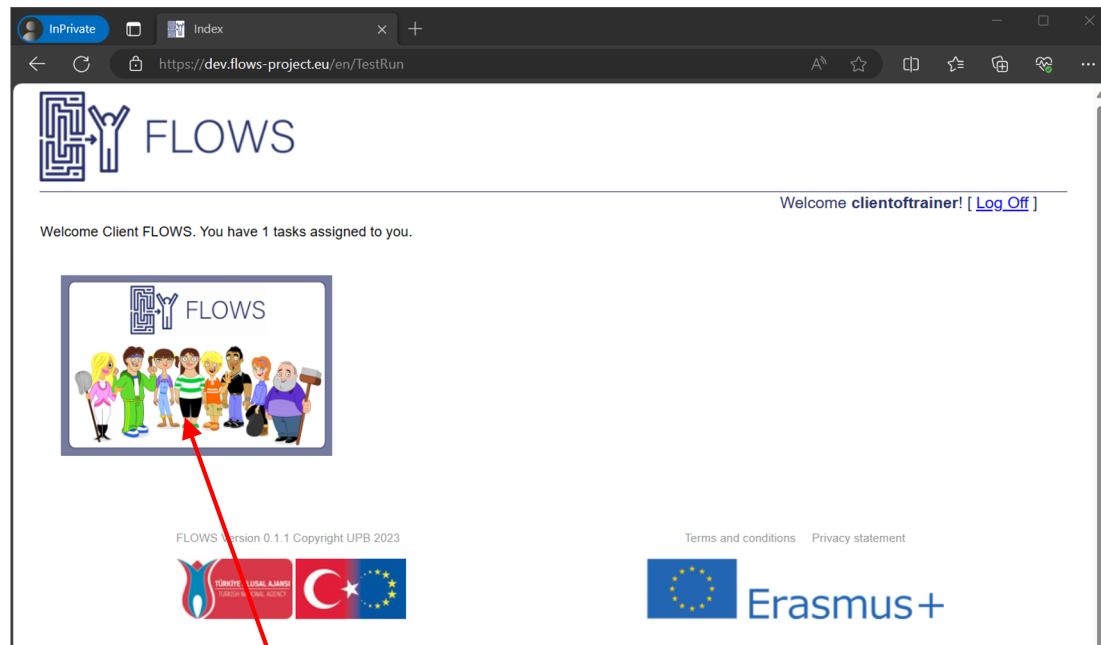 InPrivate
Index
https://dev.flows-project.eu/en/TestRun
FLOWS
Welcome clientoftrainer! [ Log Off ]
Welcome Client FLOWS. You have 1 tasks assigned to you.
FLOWS
FLOWS Version 0.1.1 Copyright UPB 2023
Terms and conditions Privacy statement
TÜRKİYE ULUSAL AJANSI
TURKISH NATIONAL AGENCY
Erasmus+